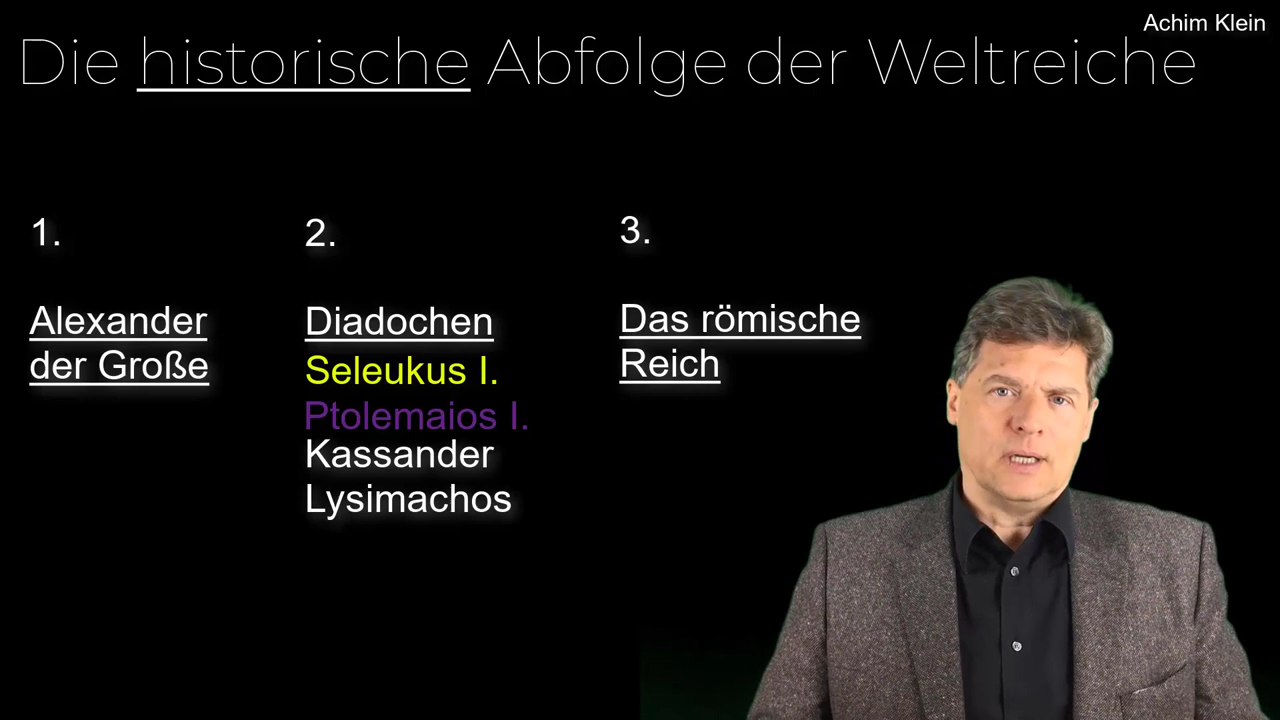 Achim Klein
Die historische Abfolge der Weltreiche
1.
Alexander
der Große
2.
Diadochen
Seleukus I.
Ptolemaios I.
Kassander
Lysimachos
3.
Das römische
Reich